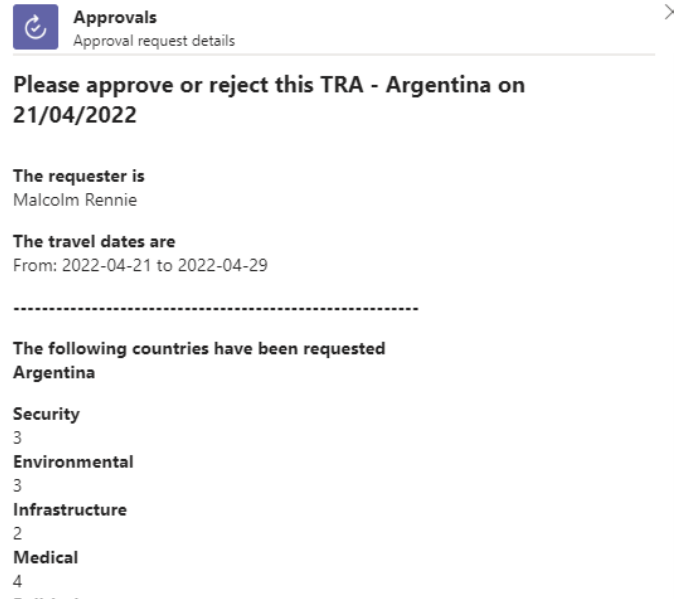 Approvals
Approval request details
Please approve or reject this TRA - Argentina on
21/04/2022
The requester is
Malcolm Rennie
The travel dates are
From: 2022-04-21 to 2022-04-29
---------------------------------------------------------
The following countries have been requested
Argentina
Security
3
Environmental
3
Infrastructure
2
Medical
4